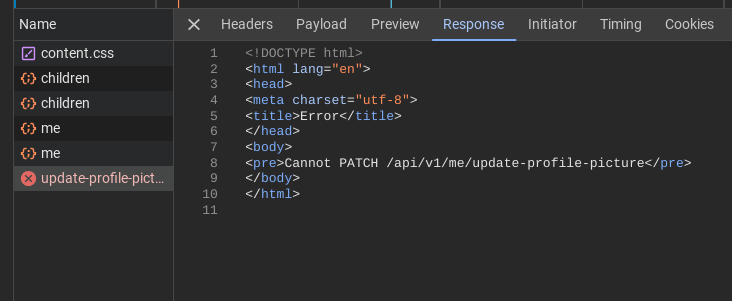 Name
content.css
children
children
me
me
update-profile-pict...
Headers Payload Preview Response Initiator Timing Cookies
1 <!DOCTYPE html>
2 <html lang="en">
3 <head>
4 <meta charset="utf-8">
5 <title>Error</title>
6 </head>
7 <body>
8 <pre>Cannot PATCH /api/v1/me/update-profile-picture</pre>
9 </body>
10 </html>
11